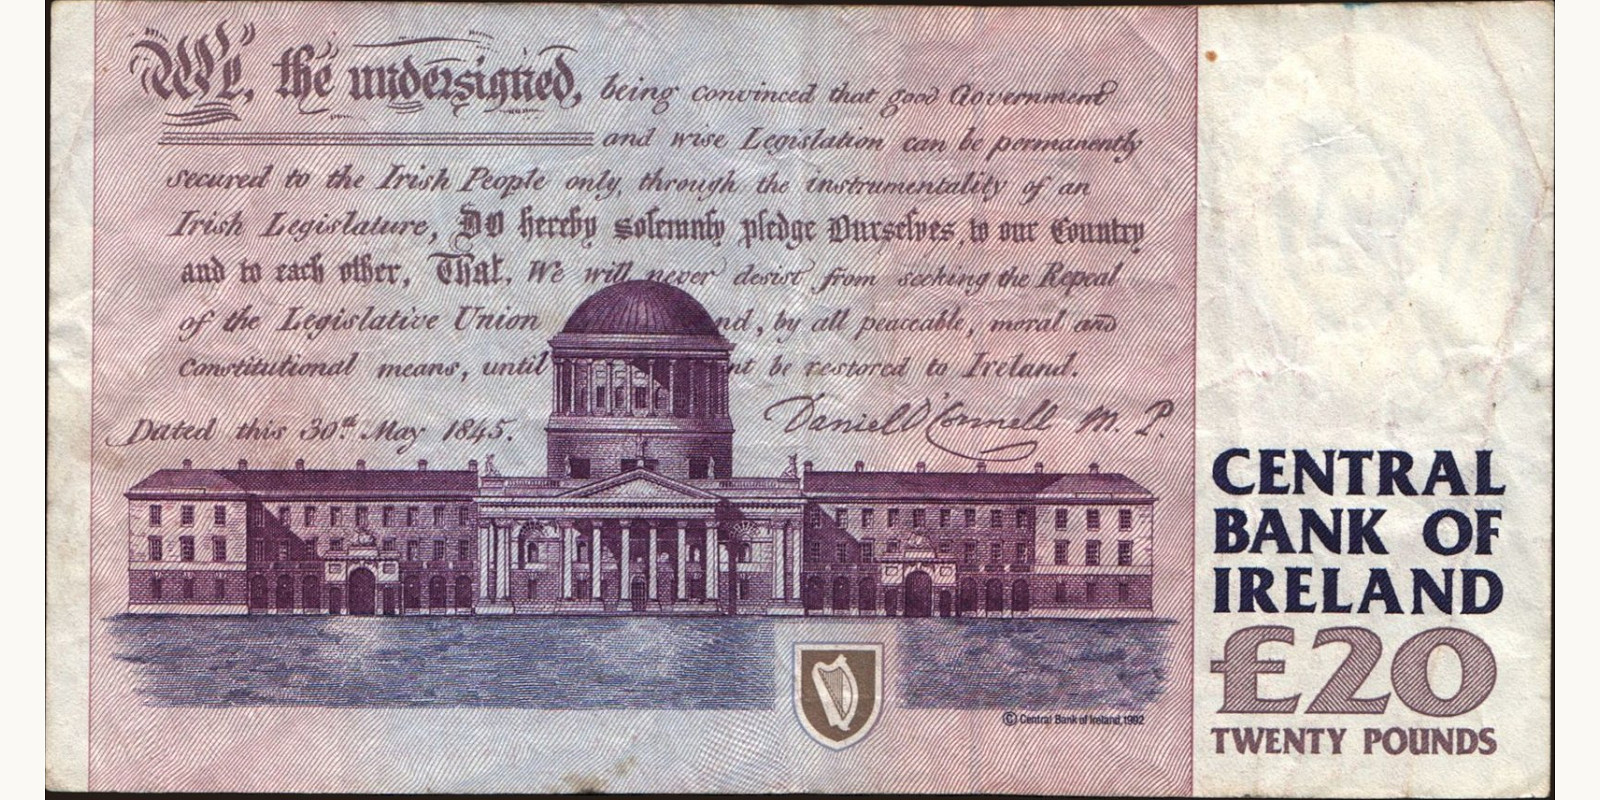 We, the undersigned, being convinced that good Government
and wise Legislation can be permanently
secured to the Irish People only, through the instrumentality of an
Irish Legislature, DO hereby solemnly pledge Ourselves, to our Country
and to each other, That, We will never desist from seeking the Repeal
of the Legislative Union nd, by all peaceable, moral and
Constitutional means, until nt be restored to Ireland.
Dated this 30th May 1845. Daniel O'Connell M. P.
© Central Bank of Ireland, 1992
CENTRAL
BANK OF
IRELAND
£20
TWENTY POUNDS